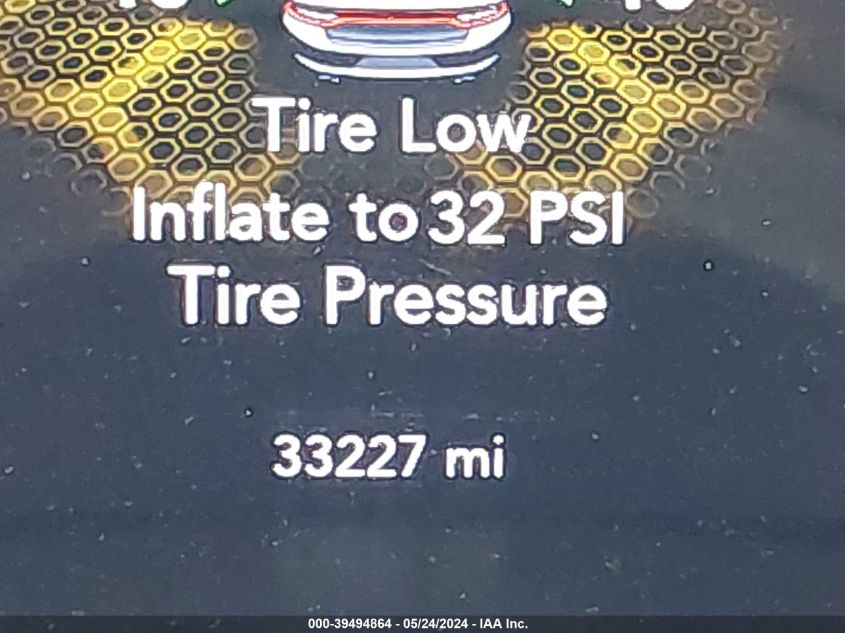 Tire Low
Inflate to 32 PSI
Tire Pressure
33227 mi
000-39494864 - 05/24/2024 - IAA Inc.